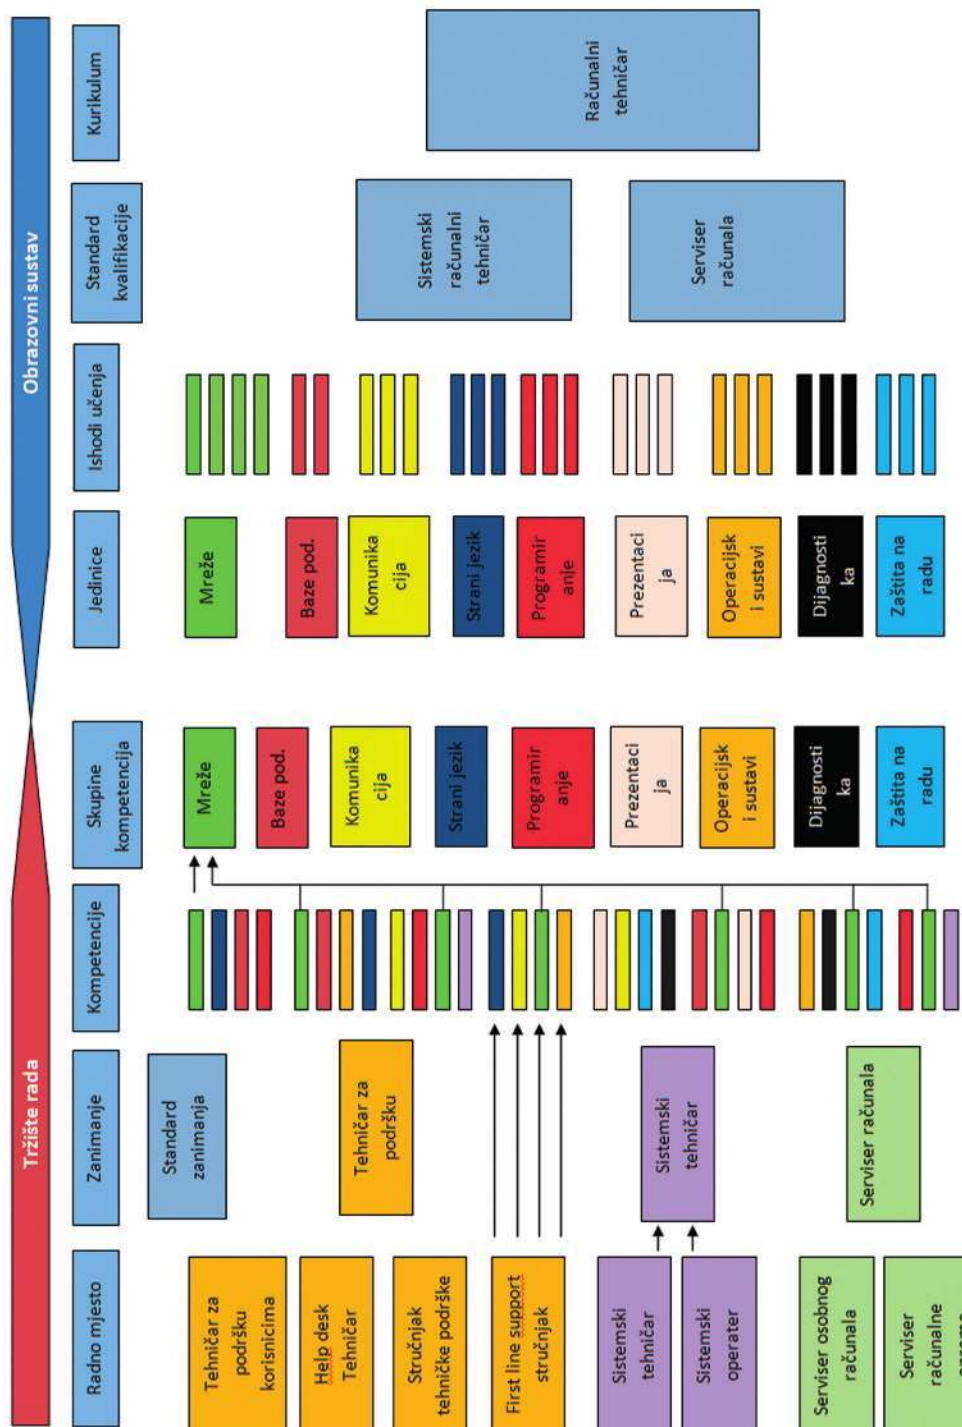 Tržište rada
Obrazovni sustav
Radno mjesto
Zanimanje
Kompetencije
Skupine
kompetencija
Jedinice
Ishodi učenja
Standard
kvalifikacije
Kurikulum
Standard
zanimanja
Tehničar za
podršku
korisnicima
Help desk
Tehničar
Stručnjak
tehničke podrške
First line support
stručnjak
Sistemski
tehničar
Sistemski
operater
Serviser osobnog
računala
Serviser
računalne
Tehničar za
podršku
Sistemski
tehničar
Serviser računala
Mreže
Baze pod.
Komunika
cija
Strani jezik
Programir
anje
Prezentaci
ja
Operacijsk
i sustavi
Dijagnosti
ka
Zaštita na
radu
Mreže
Baze pod.
Komunika
cija
Strani jezik
Programir
anje
Prezentaci
ja
Operacijsk
i sustavi
Dijagnosti
ka
Zaštita na
radu
Sistemski
računalni
tehničar
Serviser
računala
Računalni
tehničar